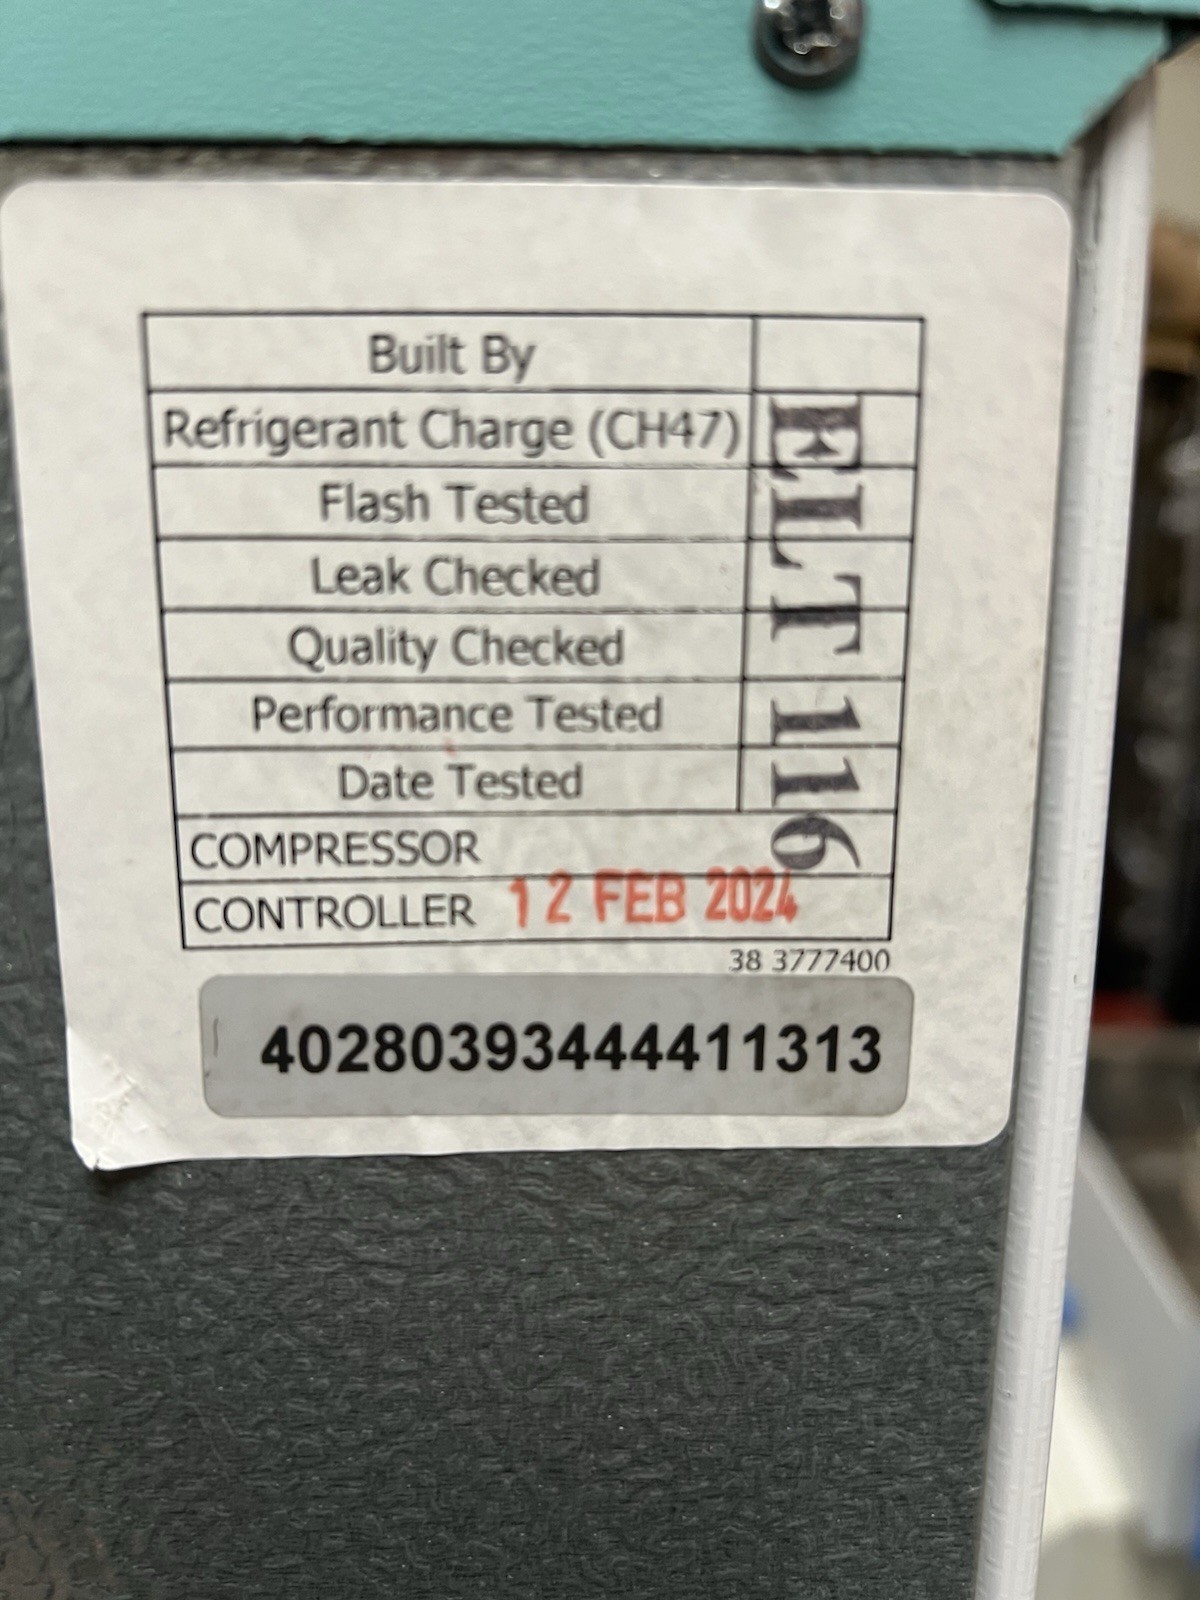 Built By
Refrigerant Charge (CH47)
Flash Tested
Leak Checked
Quality Checked
Performance Tested
Date Tested
ELT 116
COMPRESSOR
CONTROLLER 12 FEB 2024
38 3777400
40280393444411313